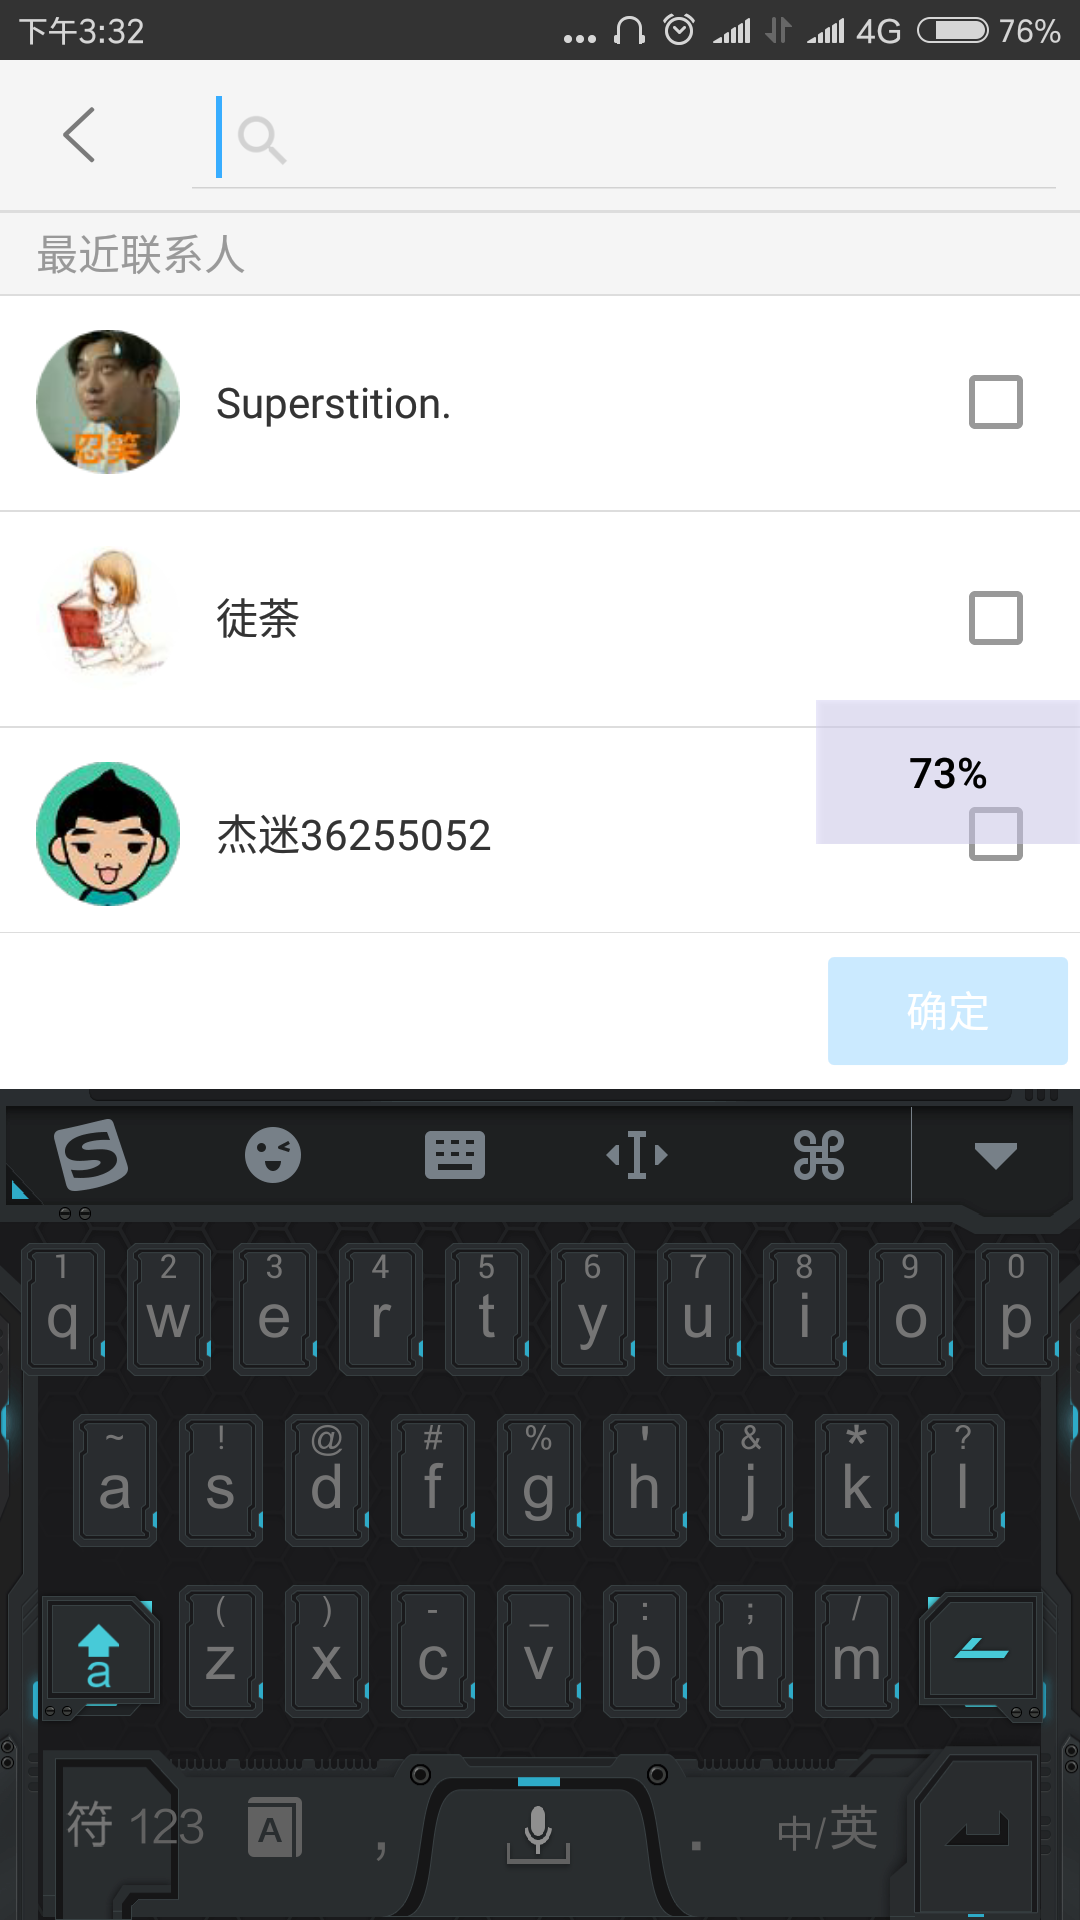 下午3:32 4G 76%
最近联系人
忍笑
Superstition.
徒荼
73%
杰迷36255052
确定
1 2 3 4 5 6 7 8 9 0
q w e r t y u i o p
~ ! @ # % ' & * ?
a s d f g h j k l
( ) - _ : ; /
a z x c v b n m
符 123 A , . 中/英